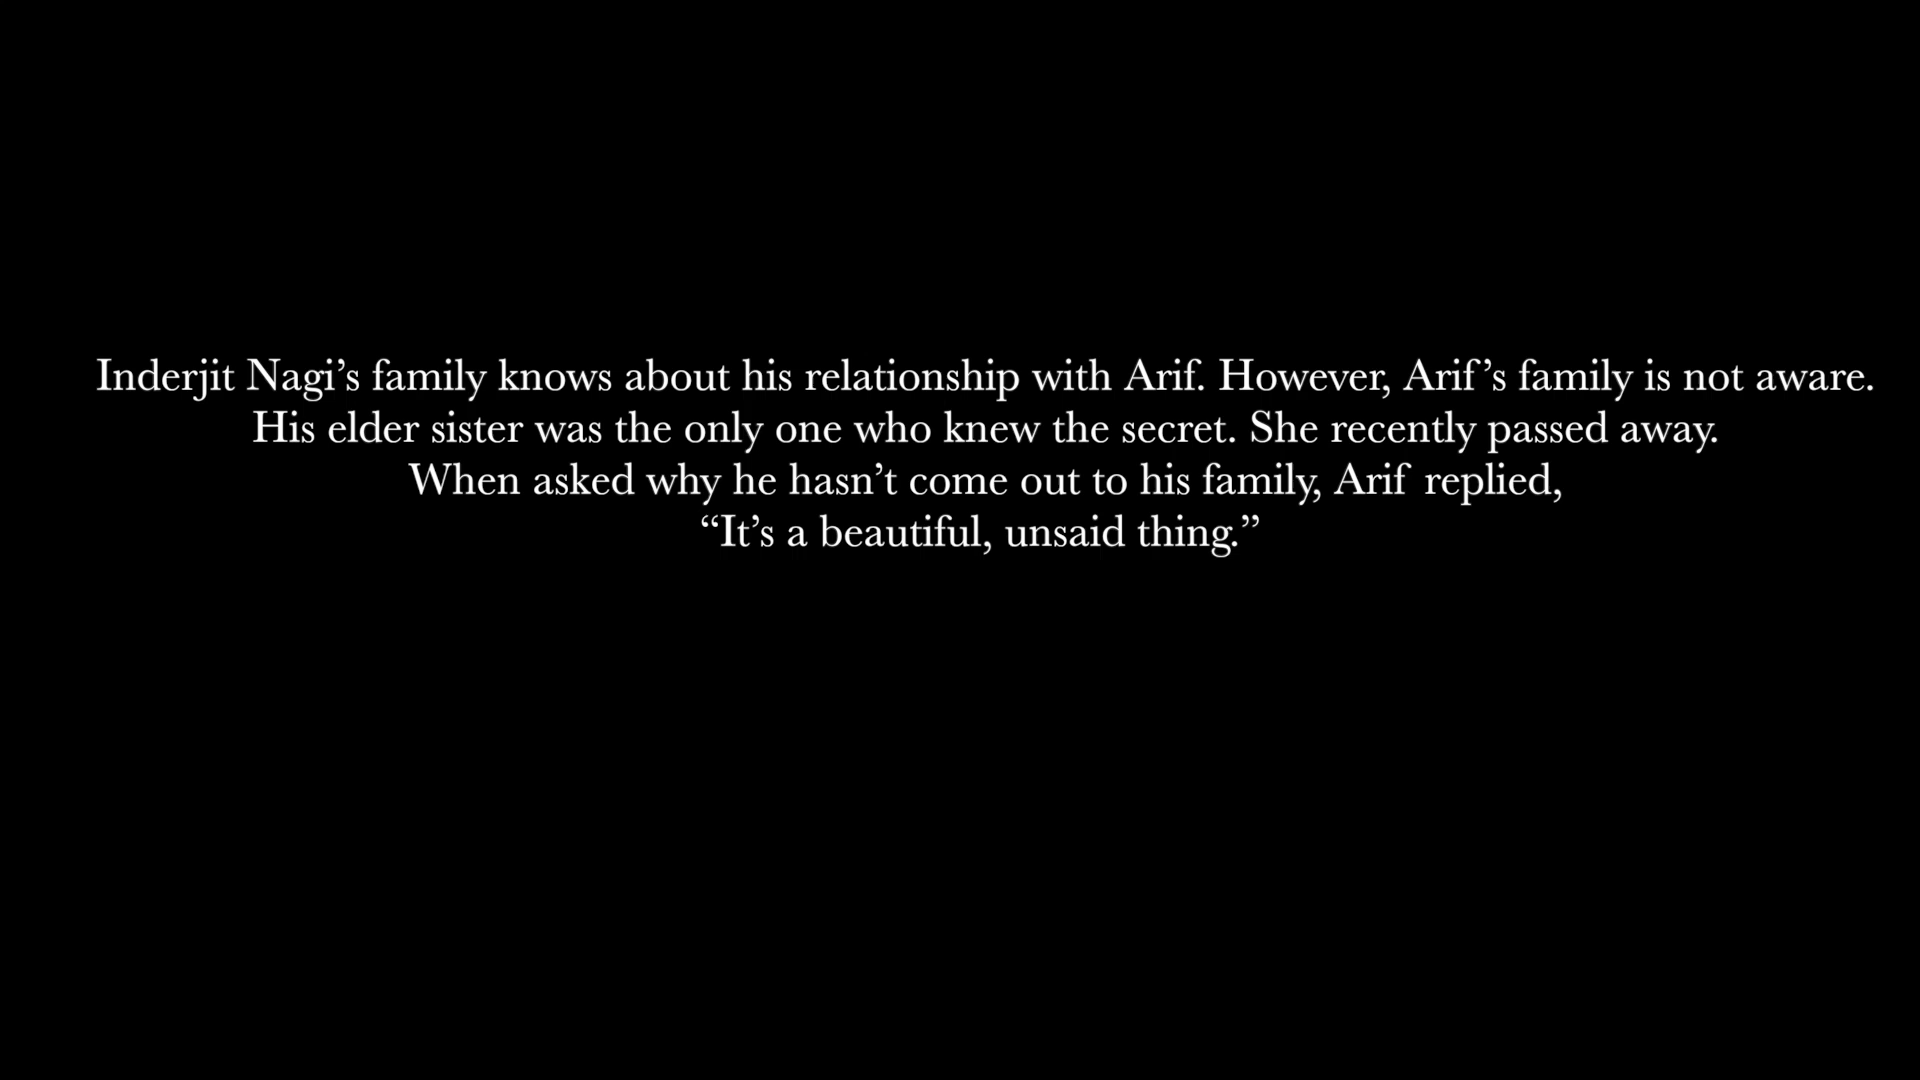 Inderjit Nagi’s family knows about his relationship with Arif. However, Arif’s family is not aware.
His elder sister was the only one who knew the secret. She recently passed away.
When asked why he hasn’t come out to his family, Arif replied,
“It’s a beautiful, unsaid thing.”